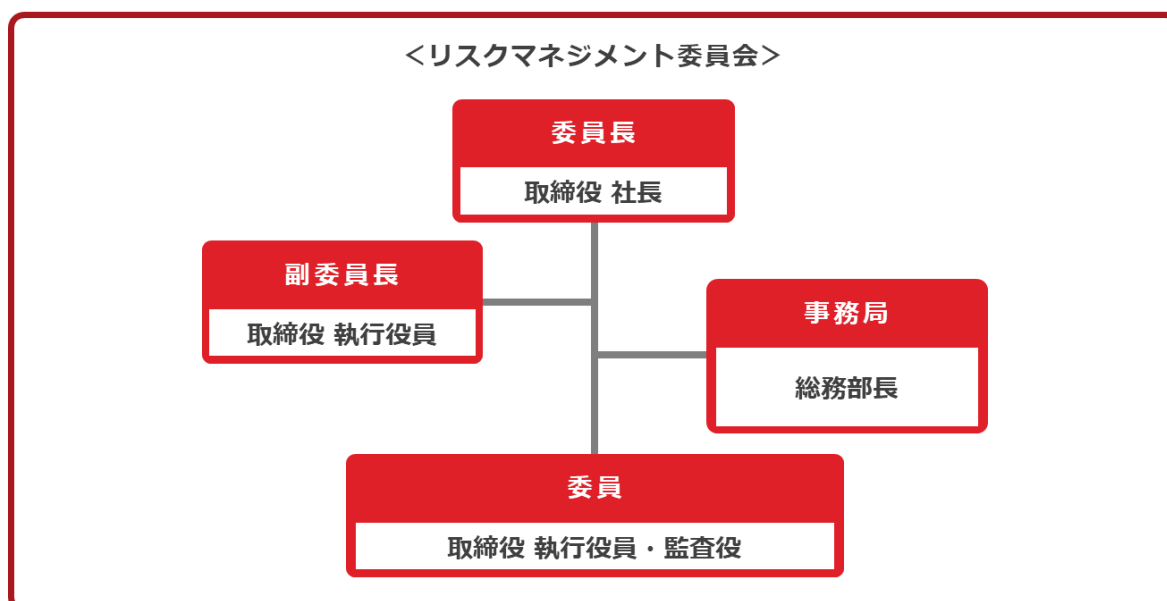 ＜リスクマネジメント委員会＞
委員長
取締役 社長
副委員長
取締役 執行役員
事務局
総務部長
委員
取締役 執行役員・監査役